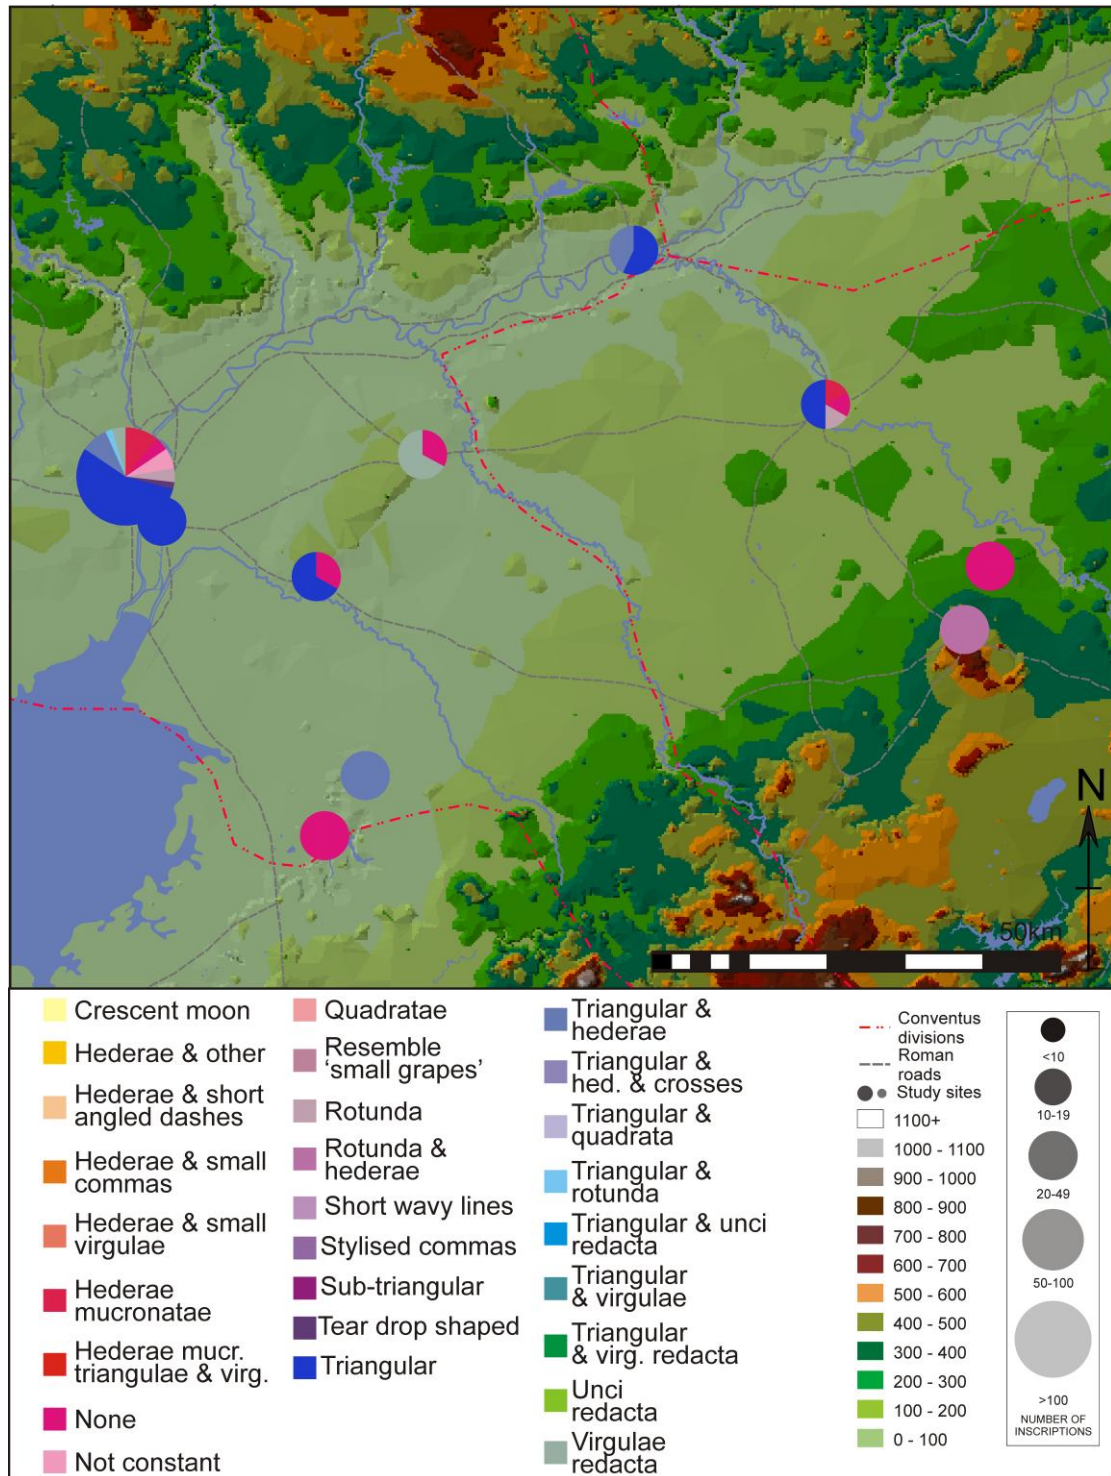 N
50km
Crescent moon
Hederae & other
Hederae & short
angled dashes
Hederae & small
commas
Hederae & small
virgulae
Hederae
mucronatae
Hederae mucr.
triangulae & virg.
None
Not constant
Quadratae
Resemble
'small grapes'
Rotunda
Rotunda &
hederae
Short wavy lines
Stylised commas
Sub-triangular
Tear drop shaped
Triangular
Triangular &
hederae
Triangular &
hed. & crosses
Triangular &
quadrata
Triangular &
rotunda
Triangular & unci
redacta
Triangular
& virgulae
Triangular
& virg. redacta
Unci
redacta
Virgulae
redacta
Conventus
divisions
Roman
roads
Study sites
1100+
1000 - 1100
900 - 1000
800 - 900
700 - 800
600 - 700
500 - 600
400 - 500
300 - 400
200 - 300
100 - 200
0 - 100
<10
10-19
20-49
50-100
>100
NUMBER OF
INSCRIPTIONS